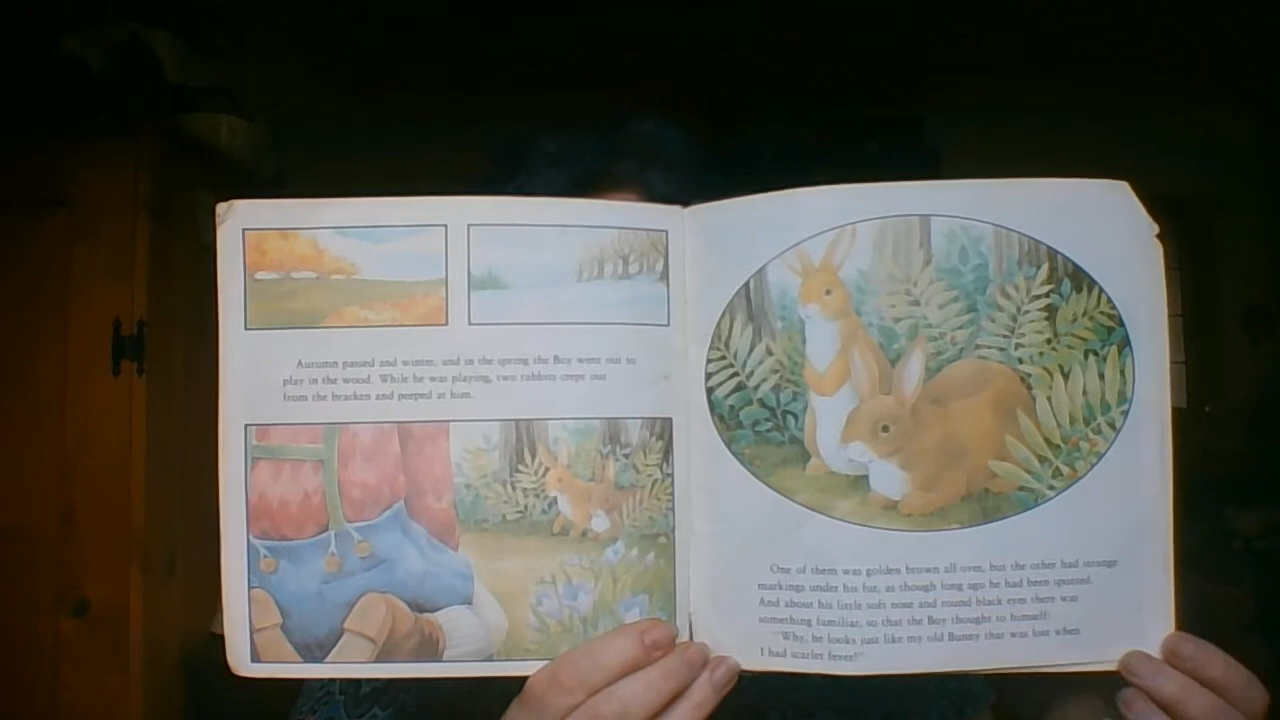 Autumn passed and winter, and in the spring the Boy went out to
play in the wood. While he was playing, two rabbits crept out
from the bracken and peeped at him.
One of them was golden brown all over, but the other had strange
markings under his fur, as though long ago he had been spotted.
And about his little soft nose and round black eyes there was
something familiar, so that the Boy thought to himself:
"Why, he looks just like my old Bunny that was lost when
I had scarlet fever!"